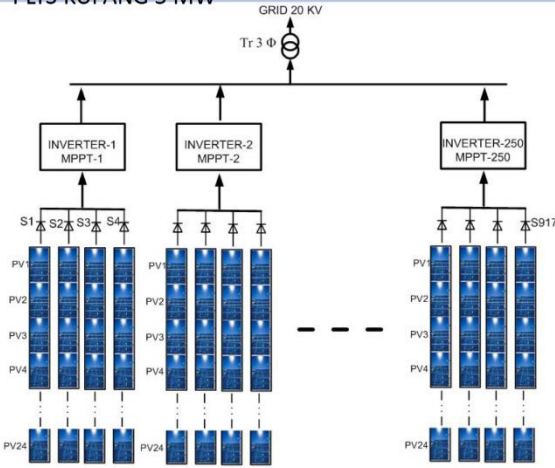 PLTS KUPANG 5 MW
GRID 20 KV
Tr 3 Φ
INVERTER-1
MPPT-1
INVERTER-2
MPPT-2
INVERTER-250
MPPT-250
S1 S2 S3 S4
S917
PV1
PV2
PV3
PV4
PV24
PV1
PV2
PV3
PV4
PV24
PV1
PV2
PV3
PV4
PV24